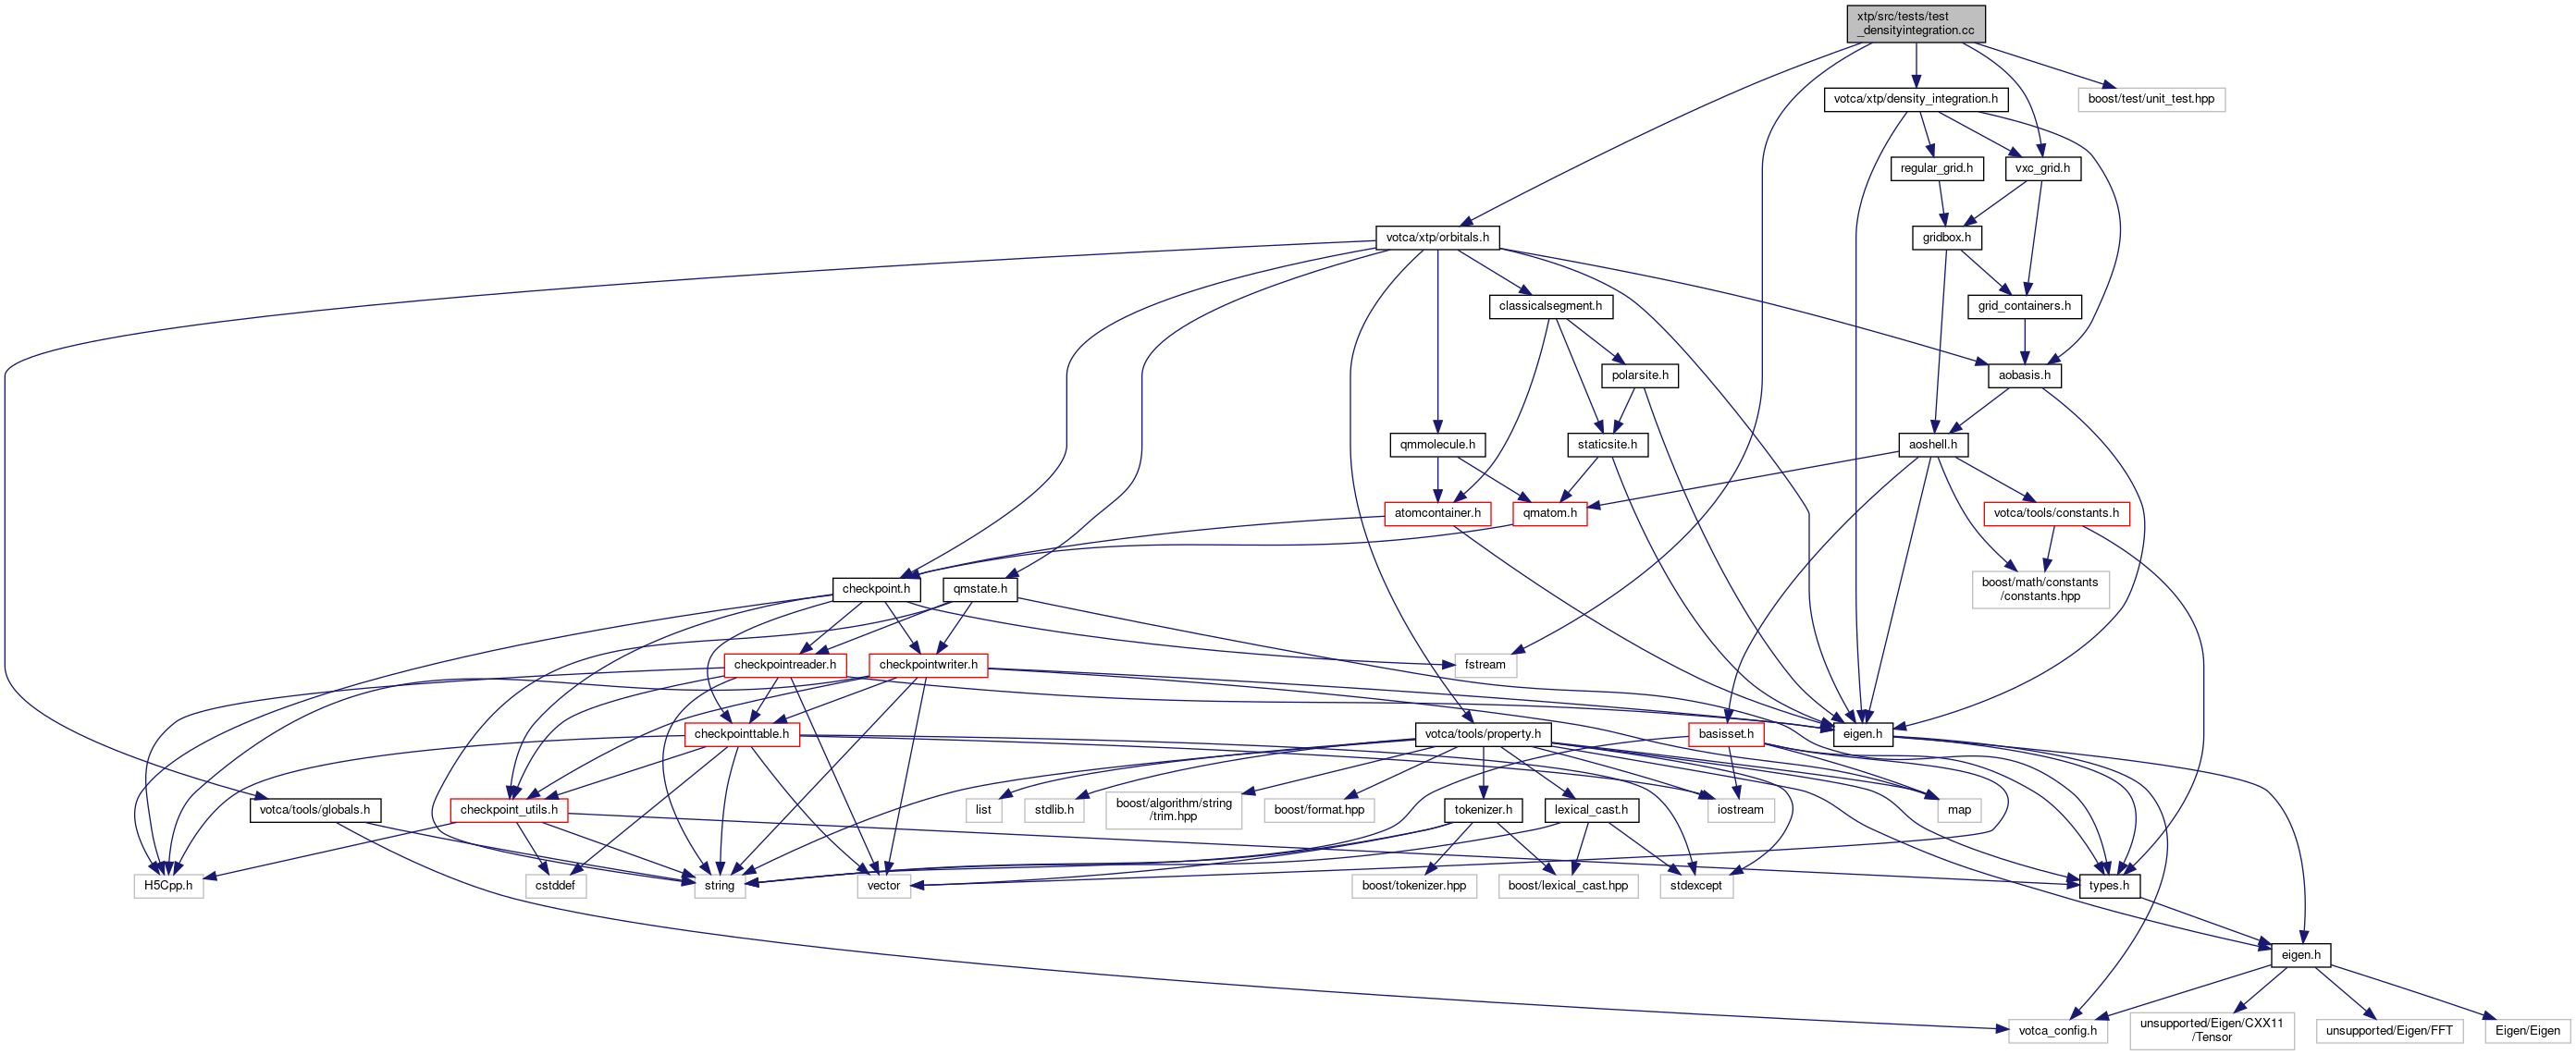 xtp/src/tests/test
_densityintegration.cc
votca/xtp/density_integration.h
boost/test/unit_test.hpp
regular_grid.h
vxc_grid.h
votca/xtp/orbitals.h
gridbox.h
classicalsegment.h
grid_containers.h
polarsite.h
aobasis.h
qmmolecule.h
staticsite.h
aoshell.h
atomcontainer.h
qmatom.h
votca/tools/constants.h
checkpoint.h
qmstate.h
boost/math/constants
/constants.hpp
checkpointreader.h
checkpointwriter.h
fstream
checkpointtable.h
votca/tools/property.h
basisset.h
eigen.h
votca/tools/globals.h
checkpoint_utils.h
list
stdlib.h
boost/algorithm/string
/trim.hpp
boost/format.hpp
tokenizer.h
lexical_cast.h
iostream
map
H5Cpp.h
cstddef
string
vector
boost/tokenizer.hpp
boost/lexical_cast.hpp
stdexcept
types.h
eigen.h
votca_config.h
unsupported/Eigen/CXX11
/Tensor
unsupported/Eigen/FFT
Eigen/Eigen